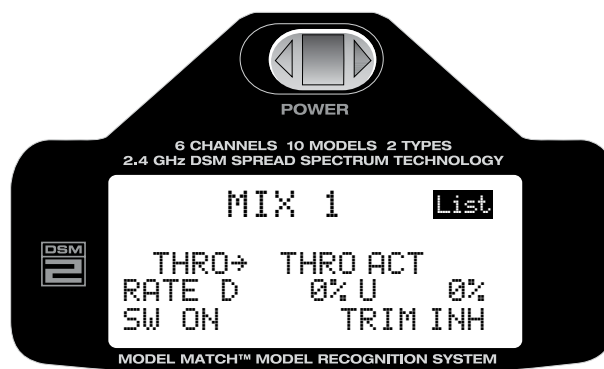 POWER
6 CHANNELS 10 MODELS 2 TYPES
2.4 GHz DSM SPREAD SPECTRUM TECHNOLOGY
MIX 1 List
DSM
2
THRO→ THRO ACT
RATE D 0% U 0%
SW ON TRIM INH
MODEL MATCH™ MODEL RECOGNITION SYSTEM